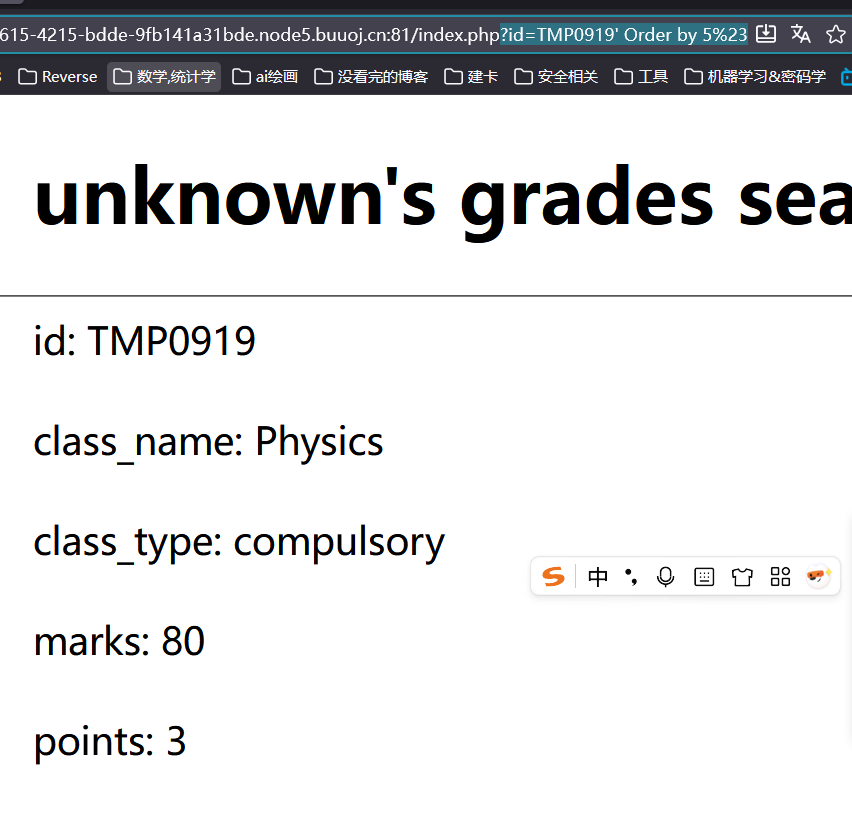 615-4215-bdde-9fb141a31bde.node5.buuoj.cn:81/index.php?id=TMP0919' Order by 5%23
Reverse 数学,统计学 ai绘画 没看完的博客 建卡 安全相关 工具 机器学习&密码学
unknown's grades sea
id: TMP0919
class_name: Physics
class_type: compulsory
中
marks: 80
points: 3